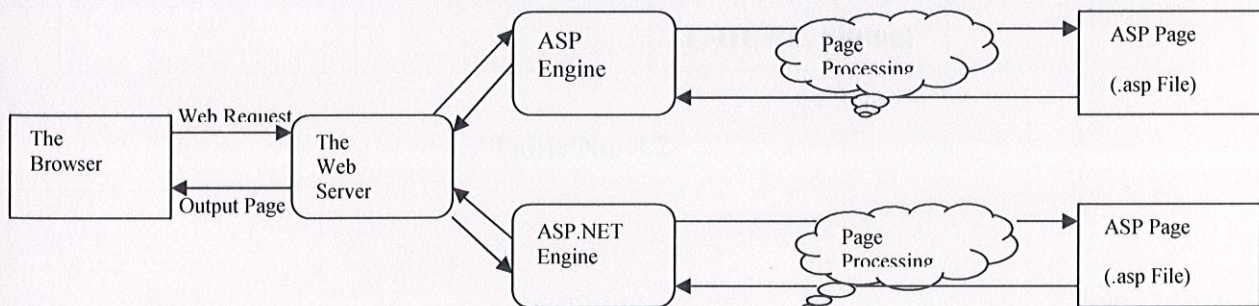 ASP
Engine
Page
Processing
ASP Page
(.asp File)
Web Request
The
Browser
The
Web
Server
Output Page
ASP.NET
Engine
Page
Processing
ASP Page
(.asp File)